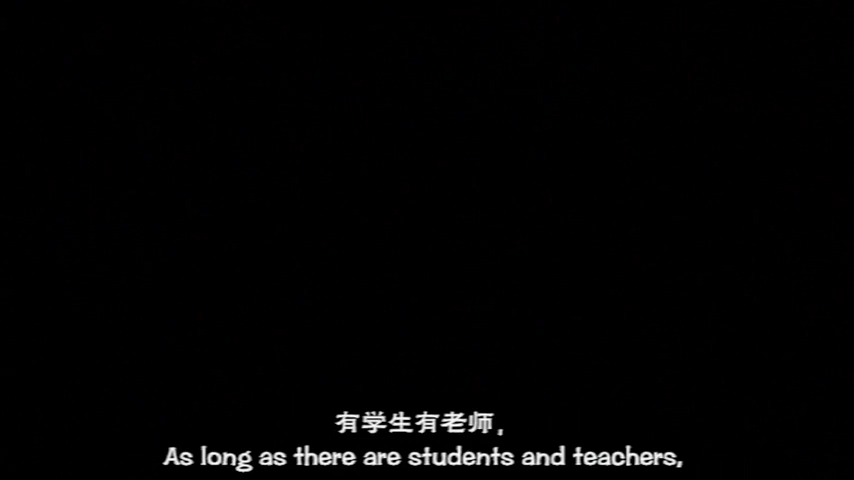 有学生有老师，
As long as there are students and teachers,